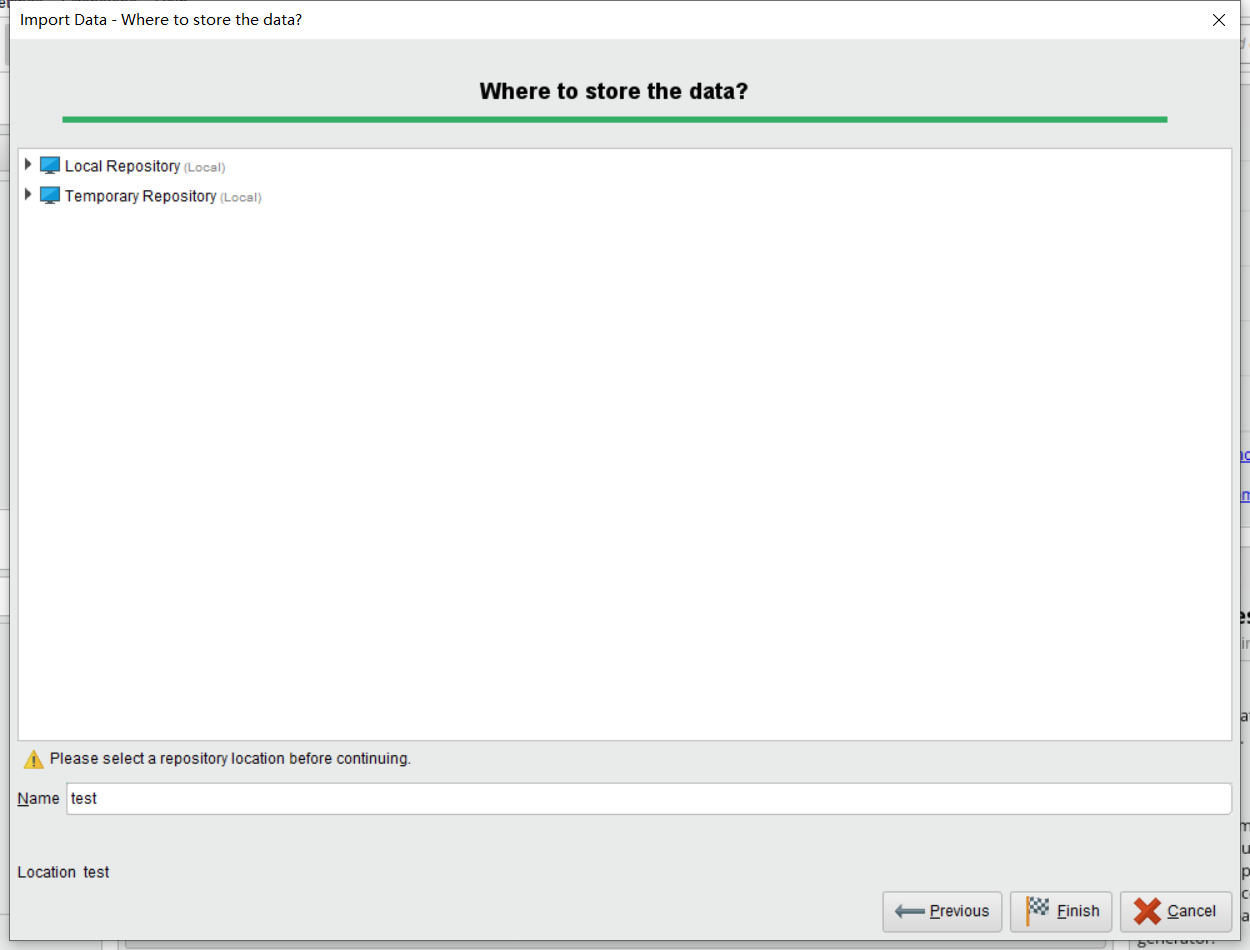 Import Data - Where to store the data?
Where to store the data?
Local Repository (Local)
Temporary Repository (Local)
Please select a repository location before continuing.
Name test
Location test
Previous Finish Cancel
generator.